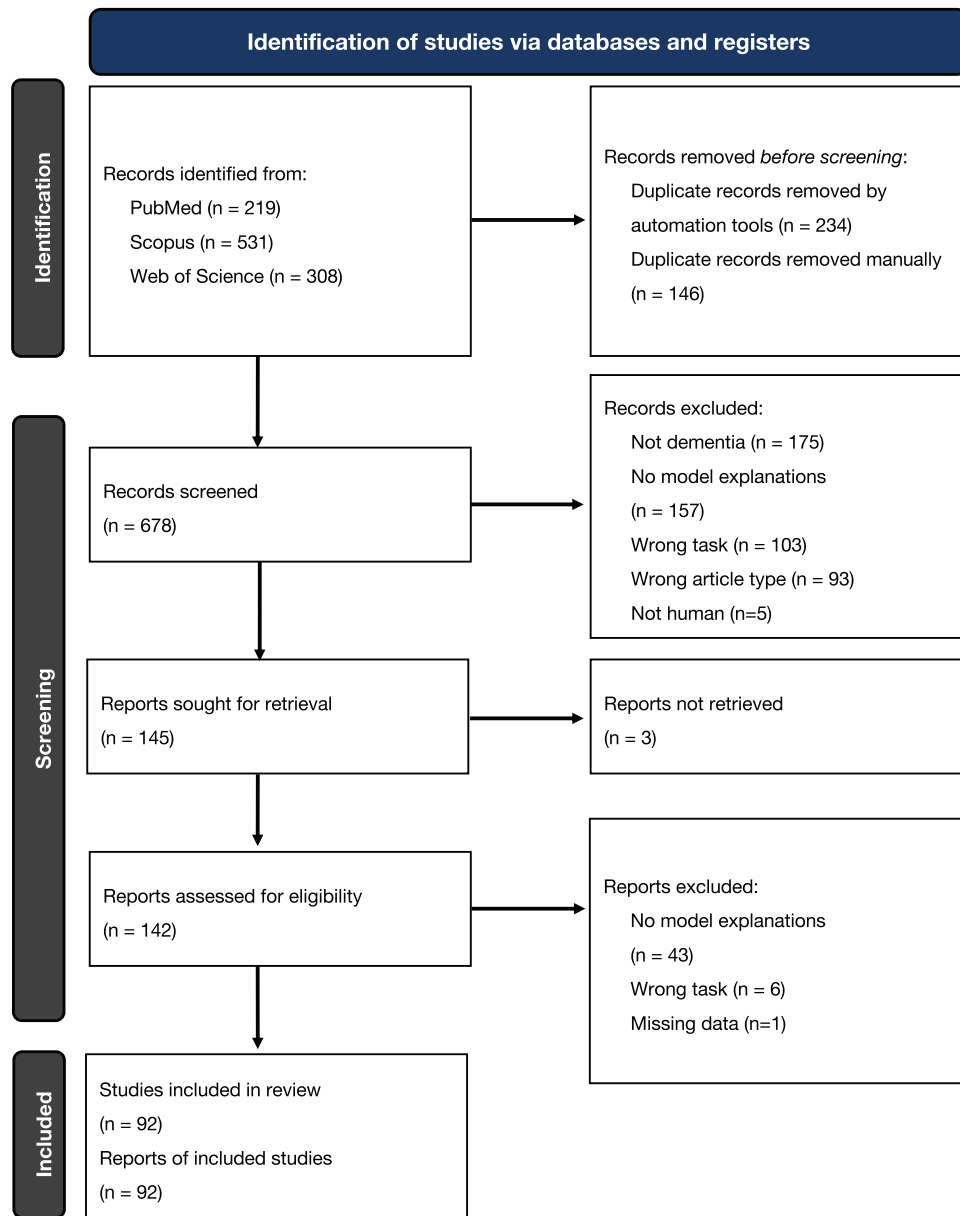 Identification of studies via databases and registers
Identification
Records identified from:
PubMed (n = 219)
Scopus (n = 531)
Web of Science (n = 308)
Records removed before screening:
Duplicate records removed by
automation tools (n = 234)
Duplicate records removed manually
(n = 146)
Screening
Records screened
(n = 678)
Records excluded:
Not dementia (n = 175)
No model explanations
(n = 157)
Wrong task (n = 103)
Wrong article type (n = 93)
Not human (n=5)
Reports sought for retrieval
(n = 145)
Reports not retrieved
(n = 3)
Reports assessed for eligibility
(n = 142)
Reports excluded:
No model explanations
(n = 43)
Wrong task (n = 6)
Missing data (n=1)
Included
Studies included in review
(n = 92)
Reports of included studies
(n = 92)